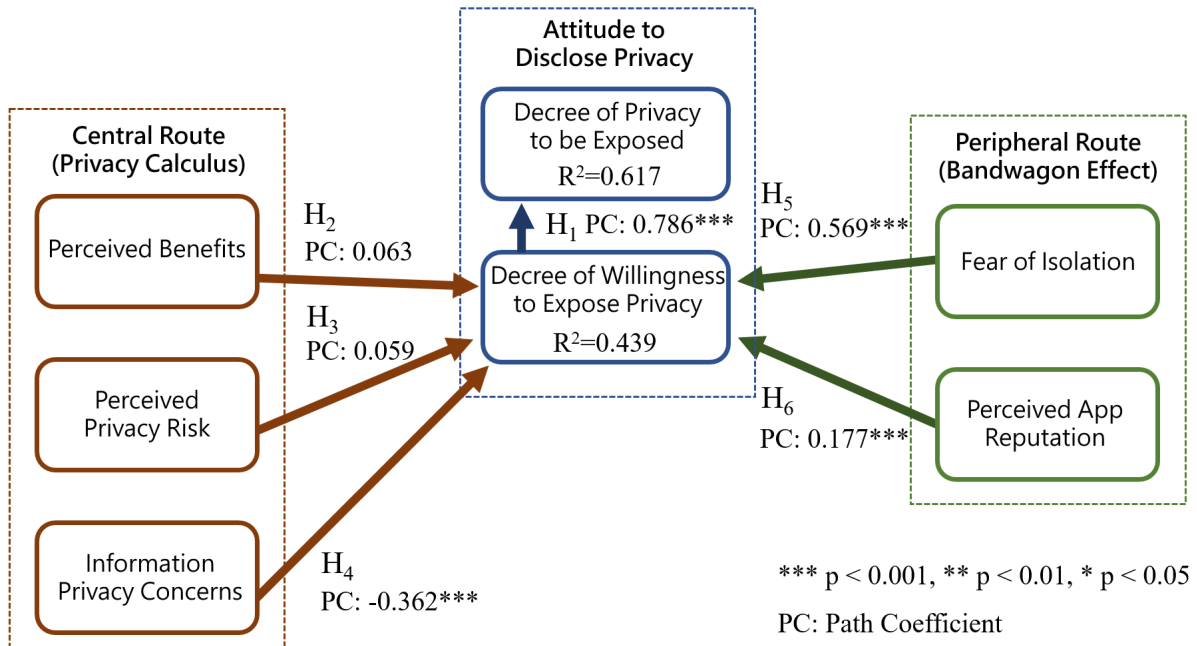 Attitude to
Disclose Privacy
Decree of Privacy
to be Exposed
R²=0.617
H₁ PC: 0.786***
Decree of Willingness
to Expose Privacy
R²=0.439
Central Route
(Privacy Calculus)
Perceived Benefits
Perceived
Privacy Risk
Information
Privacy Concerns
H₂
PC: 0.063
H₃
PC: 0.059
H₄
PC: -0.362***
Peripheral Route
(Bandwagon Effect)
Fear of Isolation
Perceived App
Reputation
H₅
PC: 0.569***
H₆
PC: 0.177***
*** p < 0.001, ** p < 0.01, * p < 0.05
PC: Path Coefficient